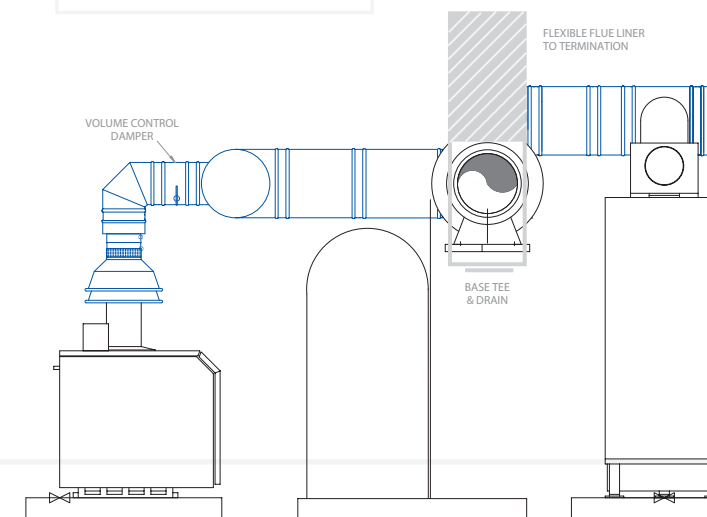 FLEXIBLE FLUE LINER
TO TERMINATION
VOLUME CONTROL
DAMPER
BASE TEE
& DRAIN